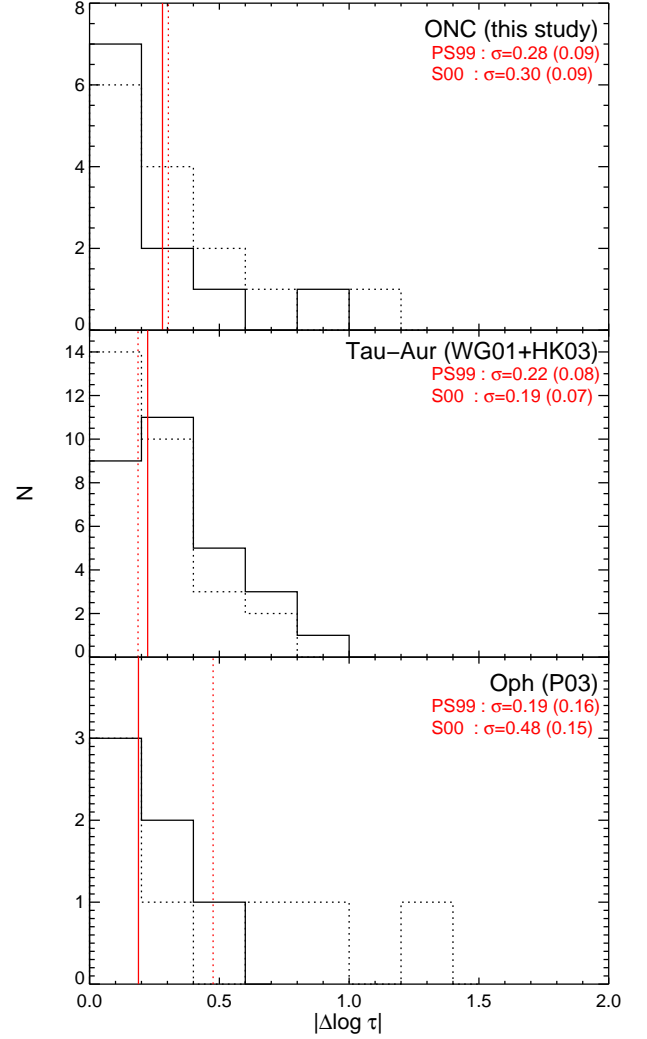 8
6
4
2
0
ONC (this study)
PS99 : σ=0.28 (0.09)
S00 : σ=0.30 (0.09)
14
12
10
8
6
4
2
0
Tau−Aur (WG01+HK03)
PS99 : σ=0.22 (0.08)
S00 : σ=0.19 (0.07)
N
3
2
1
0
Oph (P03)
PS99 : σ=0.19 (0.16)
S00 : σ=0.48 (0.15)
0.0 0.5 1.0 1.5 2.0
|Δlog τ|